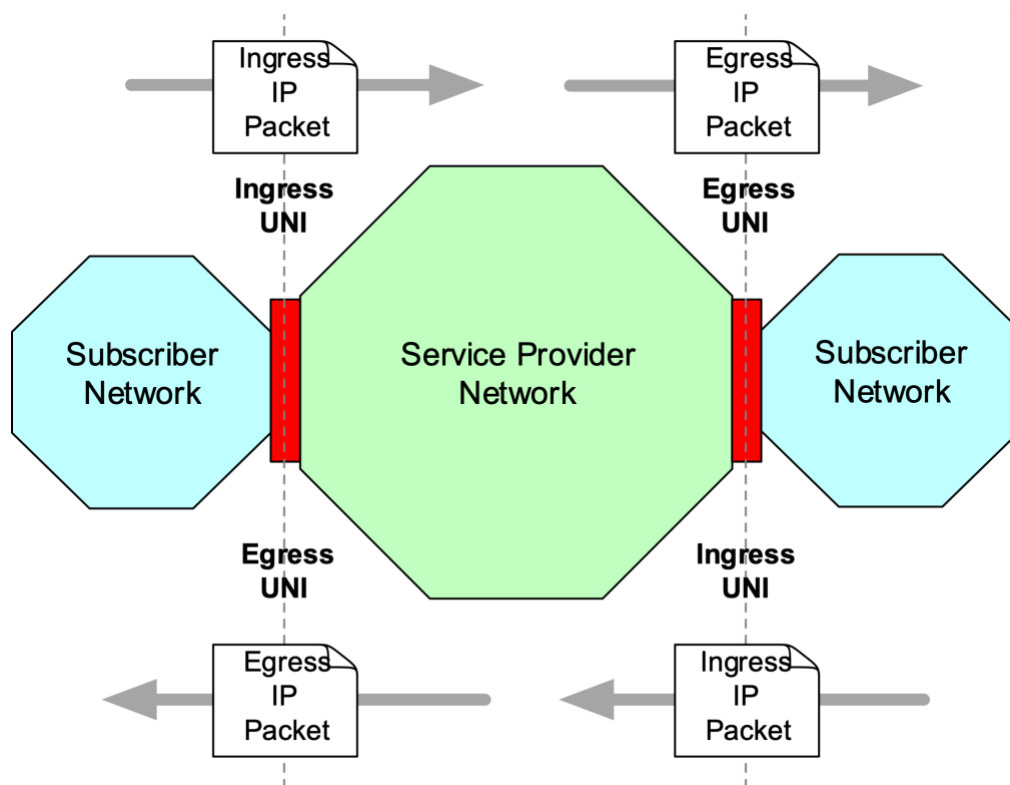 Ingress
IP
Packet
Egress
IP
Packet
Ingress
UNI
Egress
UNI
Subscriber
Network
Service Provider
Network
Subscriber
Network
Egress
UNI
Ingress
UNI
Egress
IP
Packet
Ingress
IP
Packet